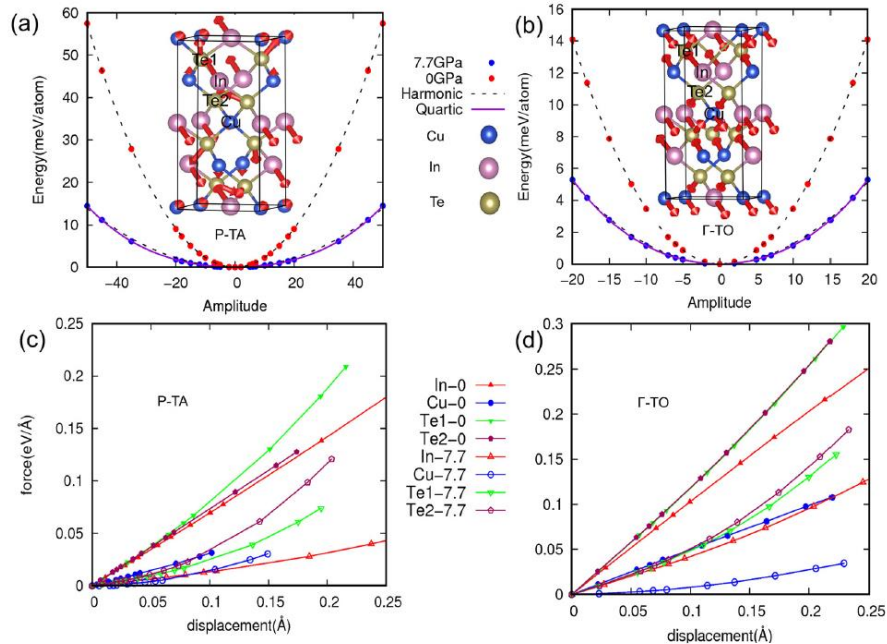 (a)
60
50
40
30
20
10
0
Energy(meV/atom)
−40 −20 0 20 40
Amplitude
Te1
In
Te2
Cu
P-TA
7.7GPa
0GPa
Harmonic
Quartic
Cu
In
Te
(b)
16
14
12
10
8
6
4
2
0
Energy(meV/atom)
−20 −15 −10 −5 0 5 10 15 20
Amplitude
Te1
In
Te2
Cu
Γ-TO
(c)
0.25
0.2
0.15
0.1
0.05
0
force(eV/Å)
0 0.05 0.1 0.15 0.2 0.25
displacement(Å)
P-TA
In−0
Cu−0
Te1−0
Te2−0
In−7.7
Cu−7.7
Te1−7.7
Te2−7.7
(d)
0.3
0.25
0.2
0.15
0.1
0.05
0
0 0.05 0.1 0.15 0.2 0.25
displacement(Å)
Γ-TO